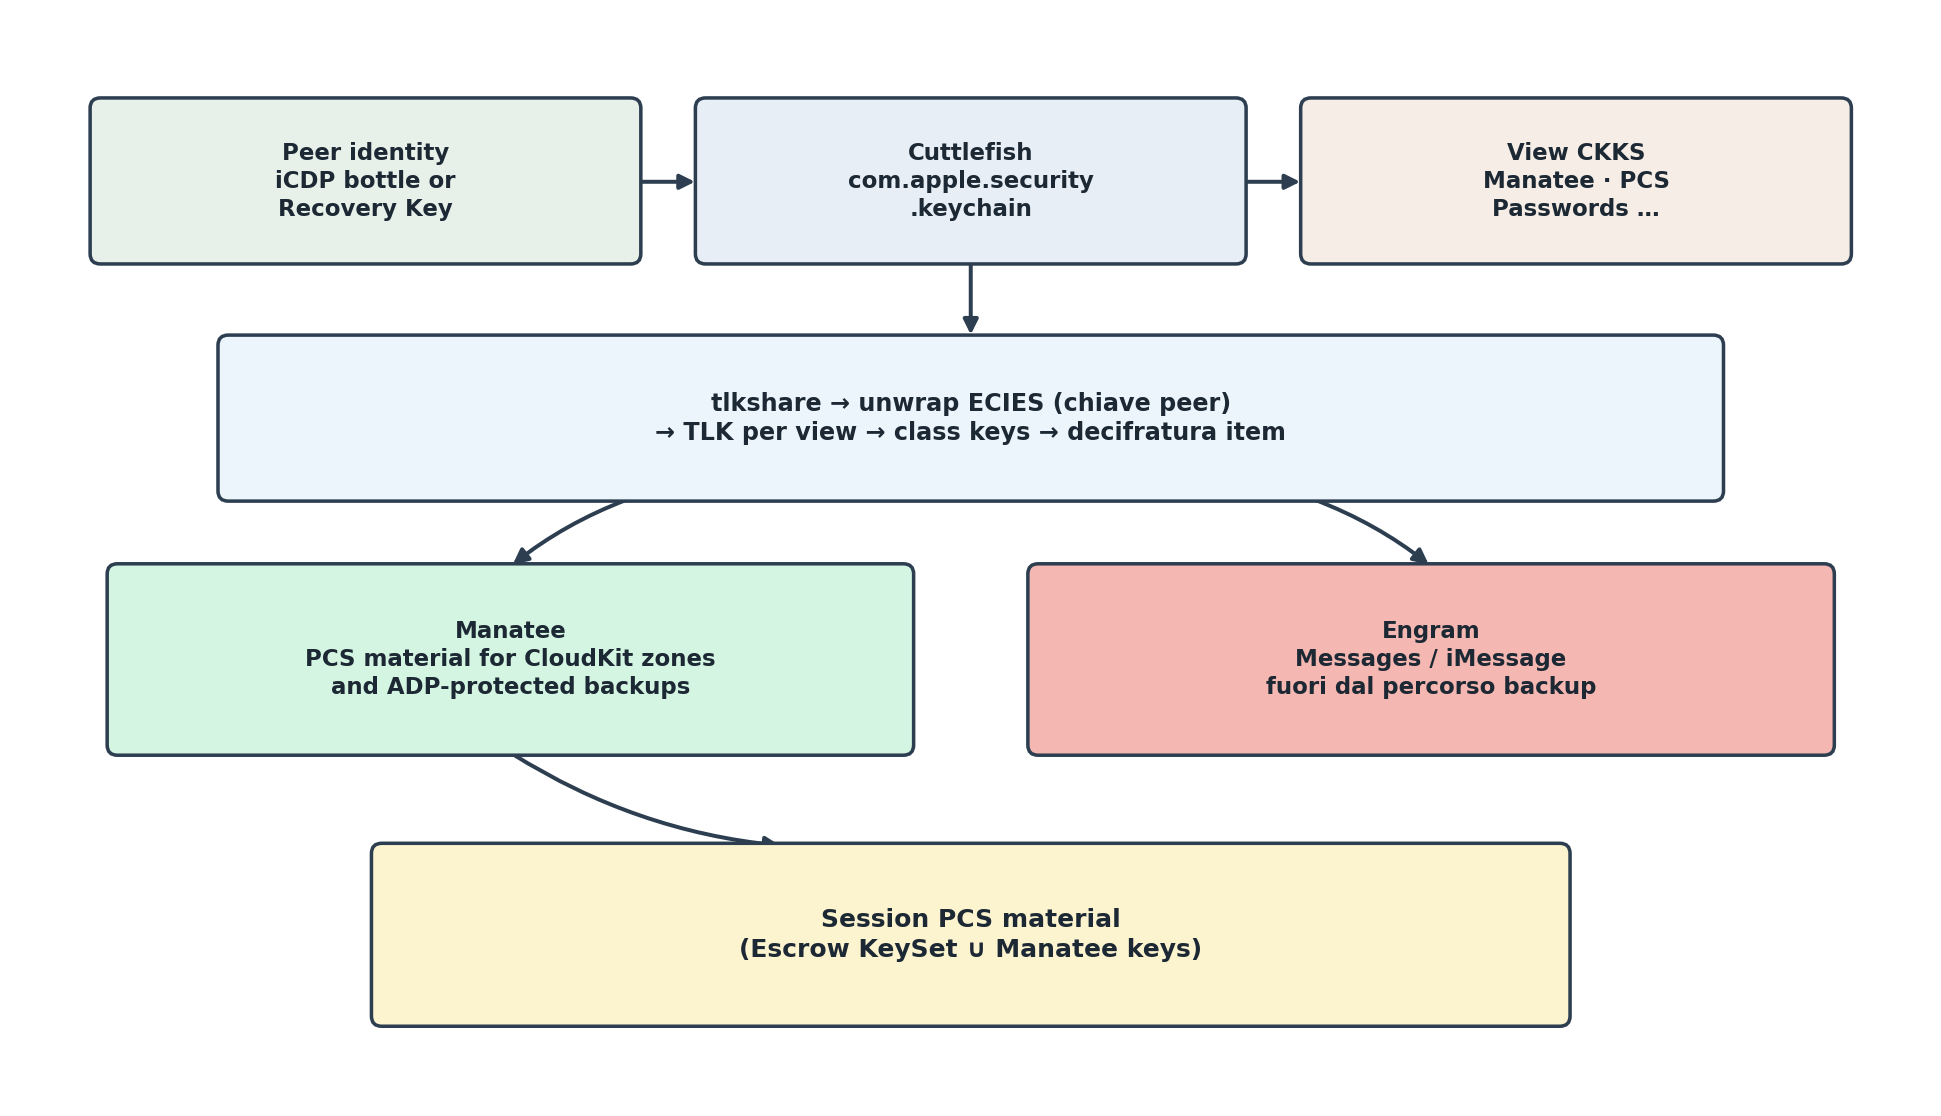 Peer identity
iCDP bottle or
Recovery Key
Cuttlefish
com.apple.security
.keychain
View CKKS
Manatee · PCS
Passwords …
tlkshare → unwrap ECIES (chiave peer)
→ TLK per view → class keys → decifratura item
Manatee
PCS material for CloudKit zones
and ADP-protected backups
Engram
Messages / iMessage
fuori dal percorso backup
Session PCS material
(Escrow KeySet ∪ Manatee keys)